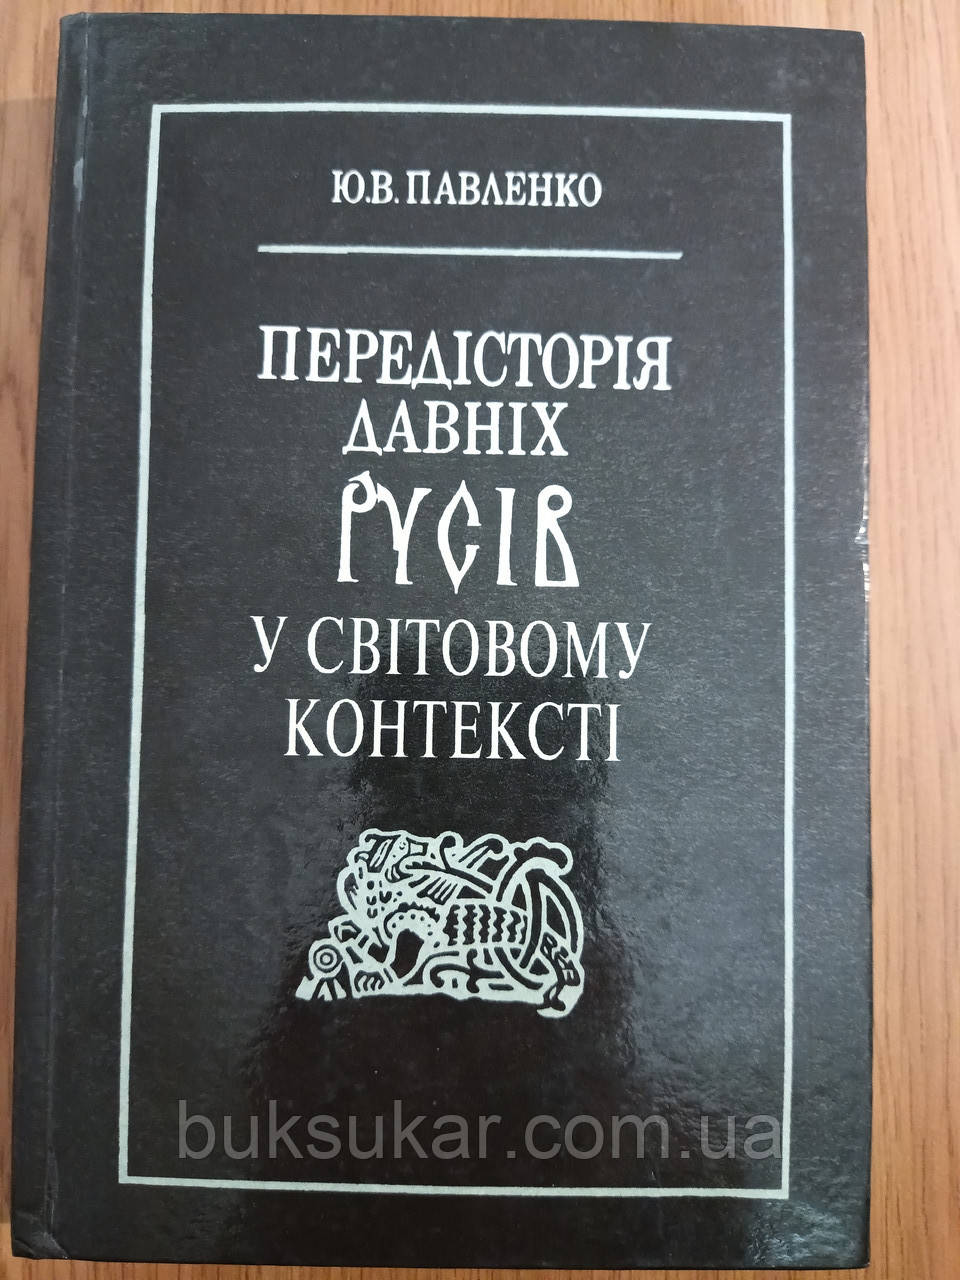 Ю.В. ПАВЛЕНКО
ПЕРЕДІСТОРІЯ
ДАВНІХ
РУСІВ
У СВІТОВОМУ
КОНТЕКСТІ
buksukar.com.ua